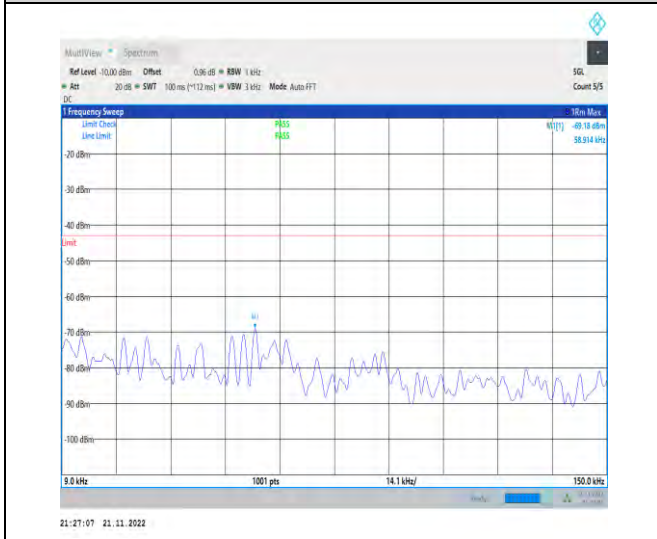 MultiView Spectrum
Ref Level -10.00 dBm Offset 0.96 dB RBW 1 kHz SGL
Att 20 dB SWT 100 ms (~112 ms) VBW 3 kHz Mode Auto FFT Count 5/5
DC
1 Frequency Sweep 1Rm Max
Limit Check PASS M1[1] -69.18 dBm
Line Limit PASS 58.914 kHz
-20 dBm
-30 dBm
-40 dBm
Limit
-50 dBm
-60 dBm
M1
-70 dBm
-80 dBm
-90 dBm
-100 dBm
9.0 kHz 1001 pts 14.1 kHz/ 150.0 kHz
21:27:07 21.11.2022